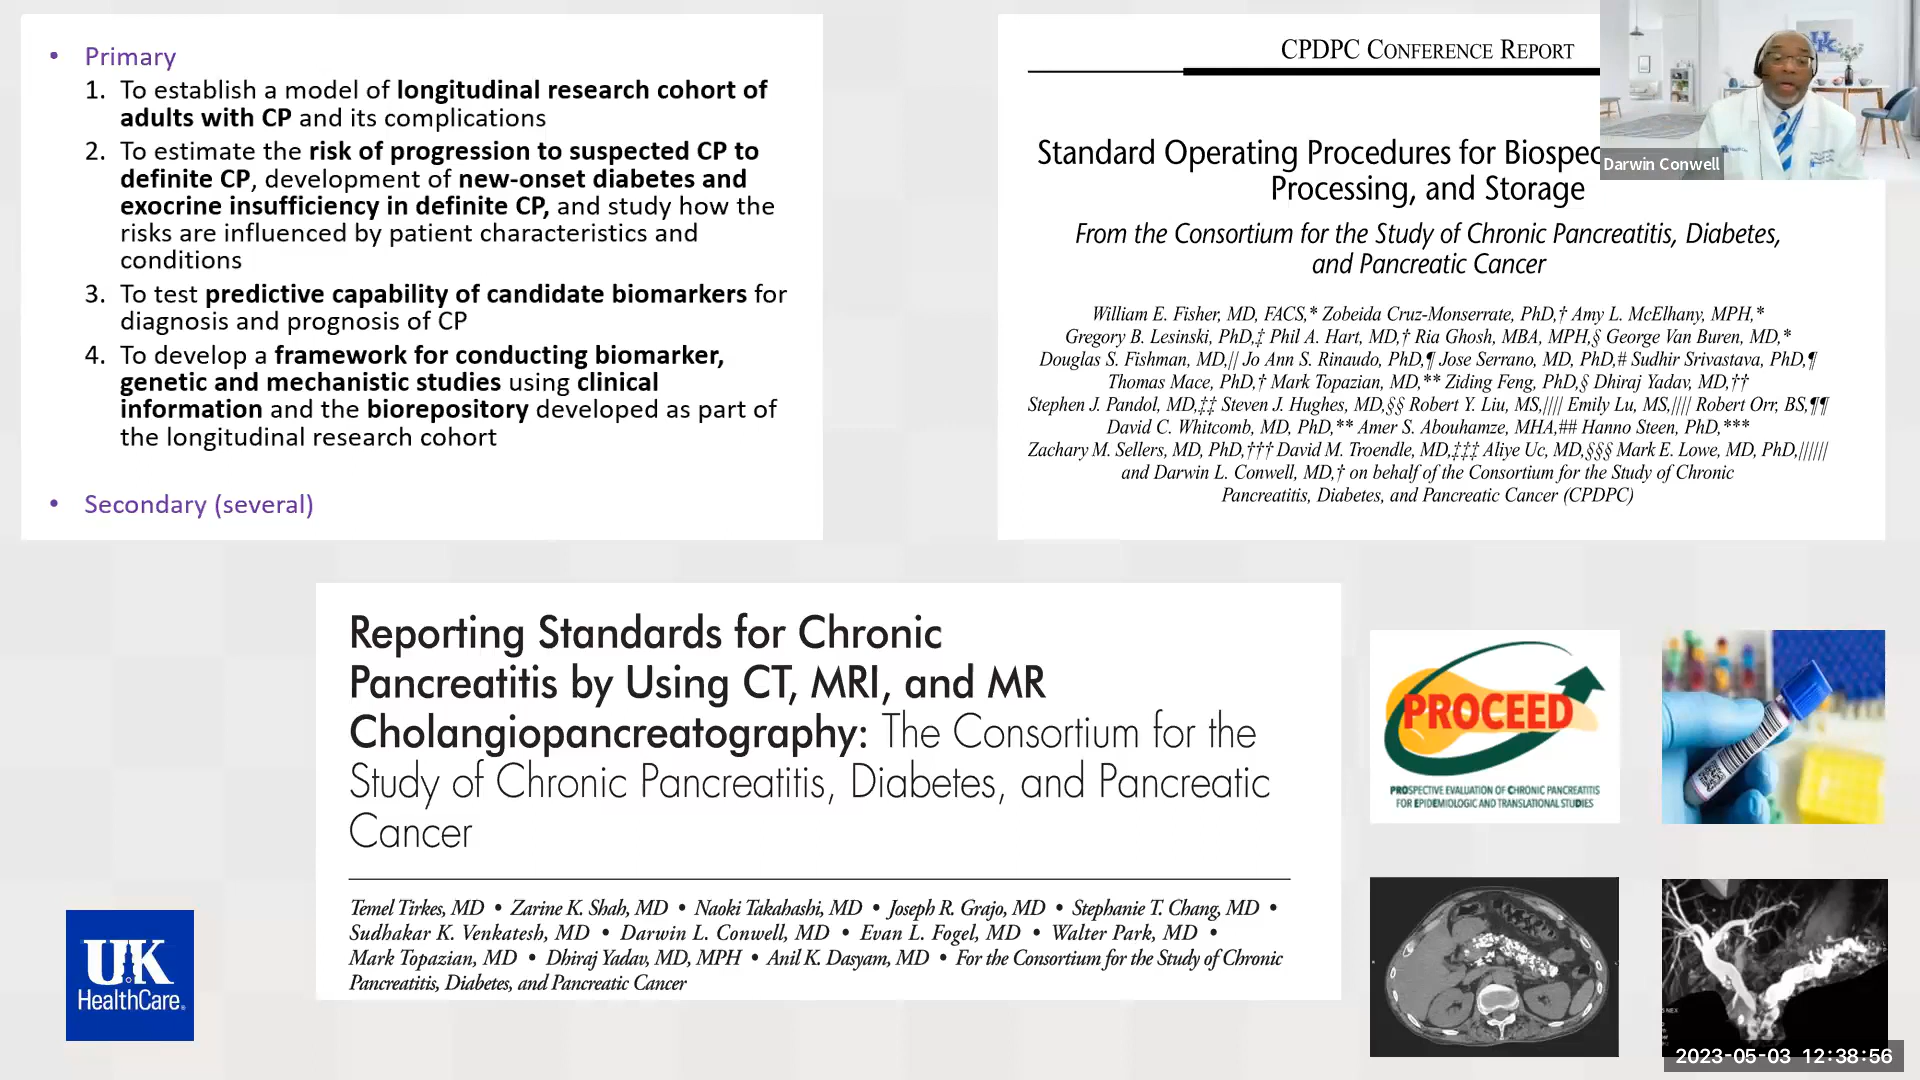 • Primary
1. To establish a model of longitudinal research cohort of
adults with CP and its complications
2. To estimate the risk of progression to suspected CP to
definite CP, development of new-onset diabetes and
exocrine insufficiency in definite CP, and study how the
risks are influenced by patient characteristics and
conditions
3. To test predictive capability of candidate biomarkers for
diagnosis and prognosis of CP
4. To develop a framework for conducting biomarker,
genetic and mechanistic studies using clinical
information and the biorepository developed as part of
the longitudinal research cohort
• Secondary (several)
CPDPC CONFERENCE REPORT
Standard Operating Procedures for
Processing, and Storage
From the Consortium for the Study of Chronic Pancreatitis, Diabetes,
and Pancreatic Cancer
William E. Fisher, MD, FACS,* Zobeida Cruz-Monserrate, PhD,† Amy L. McElhany, MPH,*
Gregory B. Lesinski, PhD,‡ Phil A. Hart, MD,† Ria Ghosh, MBA, MPH,§ George Van Buren, MD,*
Douglas S. Fishman, MD,|| Jo Ann S. Rinaudo, PhD,¶ Jose Serrano, MD, PhD,# Sudhir Srivastava, PhD,¶
Thomas Mace, PhD,† Mark Topazian, MD,** Ziding Feng, PhD,§ Dhiraj Yadav, MD,††
Stephen J. Pandol, MD,‡‡ Steven J. Hughes, MD,§§ Robert Y. Liu, MS,|||| Emily Lu, MS,|||| Robert Orr, BS,¶¶
David C. Whitcomb, MD, PhD,** Amer S. Abouhamze, MHA,## Hanno Steen, PhD,***
Zachary M. Sellers, MD, PhD,††† David M. Troendle, MD,‡‡‡ Aliye Uc, MD,§§§ Mark E. Lowe, MD, PhD,||||||
and Darwin L. Conwell, MD,† on behalf of the Consortium for the Study of Chronic
Pancreatitis, Diabetes, and Pancreatic Cancer (CPDPC)
UK
Darwin Conwell
Reporting Standards for Chronic
Pancreatitis by Using CT, MRI, and MR
Cholangiopancreatography: The Consortium for the
Study of Chronic Pancreatitis, Diabetes, and Pancreatic
Cancer
Temel Tirkes, MD • Zarine K. Shah, MD • Naoki Takahashi, MD • Joseph R. Grajo, MD • Stephanie T. Chang, MD •
Sudhakar K. Venkatesh, MD • Darwin L. Conwell, MD • Evan L. Fogel, MD • Walter Park, MD •
Mark Topazian, MD • Dhiraj Yadav, MD, MPH • Anil K. Dasyam, MD • For the Consortium for the Study of Chronic
Pancreatitis, Diabetes, and Pancreatic Cancer
PROCEED
PROSPECTIVE EVALUATION OF CHRONIC PANCREATITIS
FOR EPIDEMIOLOGIC AND TRANSLATIONAL STUDIES
UK
HealthCare®
2023-05-03 12:38:56